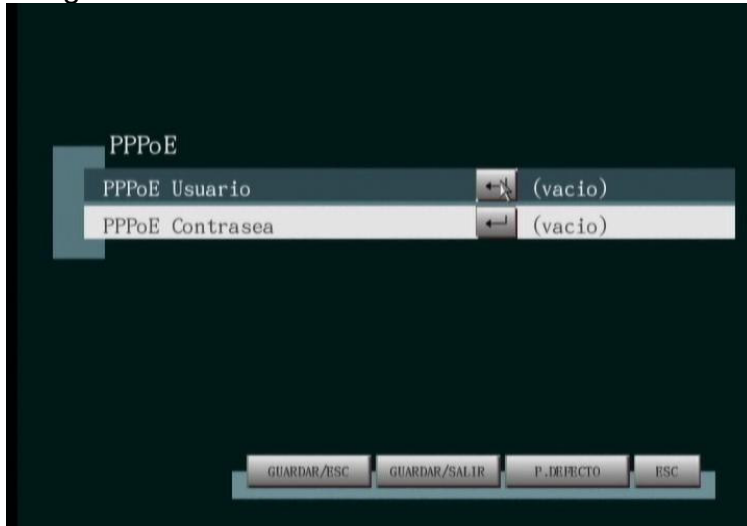 PPPoE
PPPoE Usuario (vacio)
PPPoE Contrasea (vacio)
GUARDAR/ESC GUARDAR/SALIR P.DEFECTO ESC